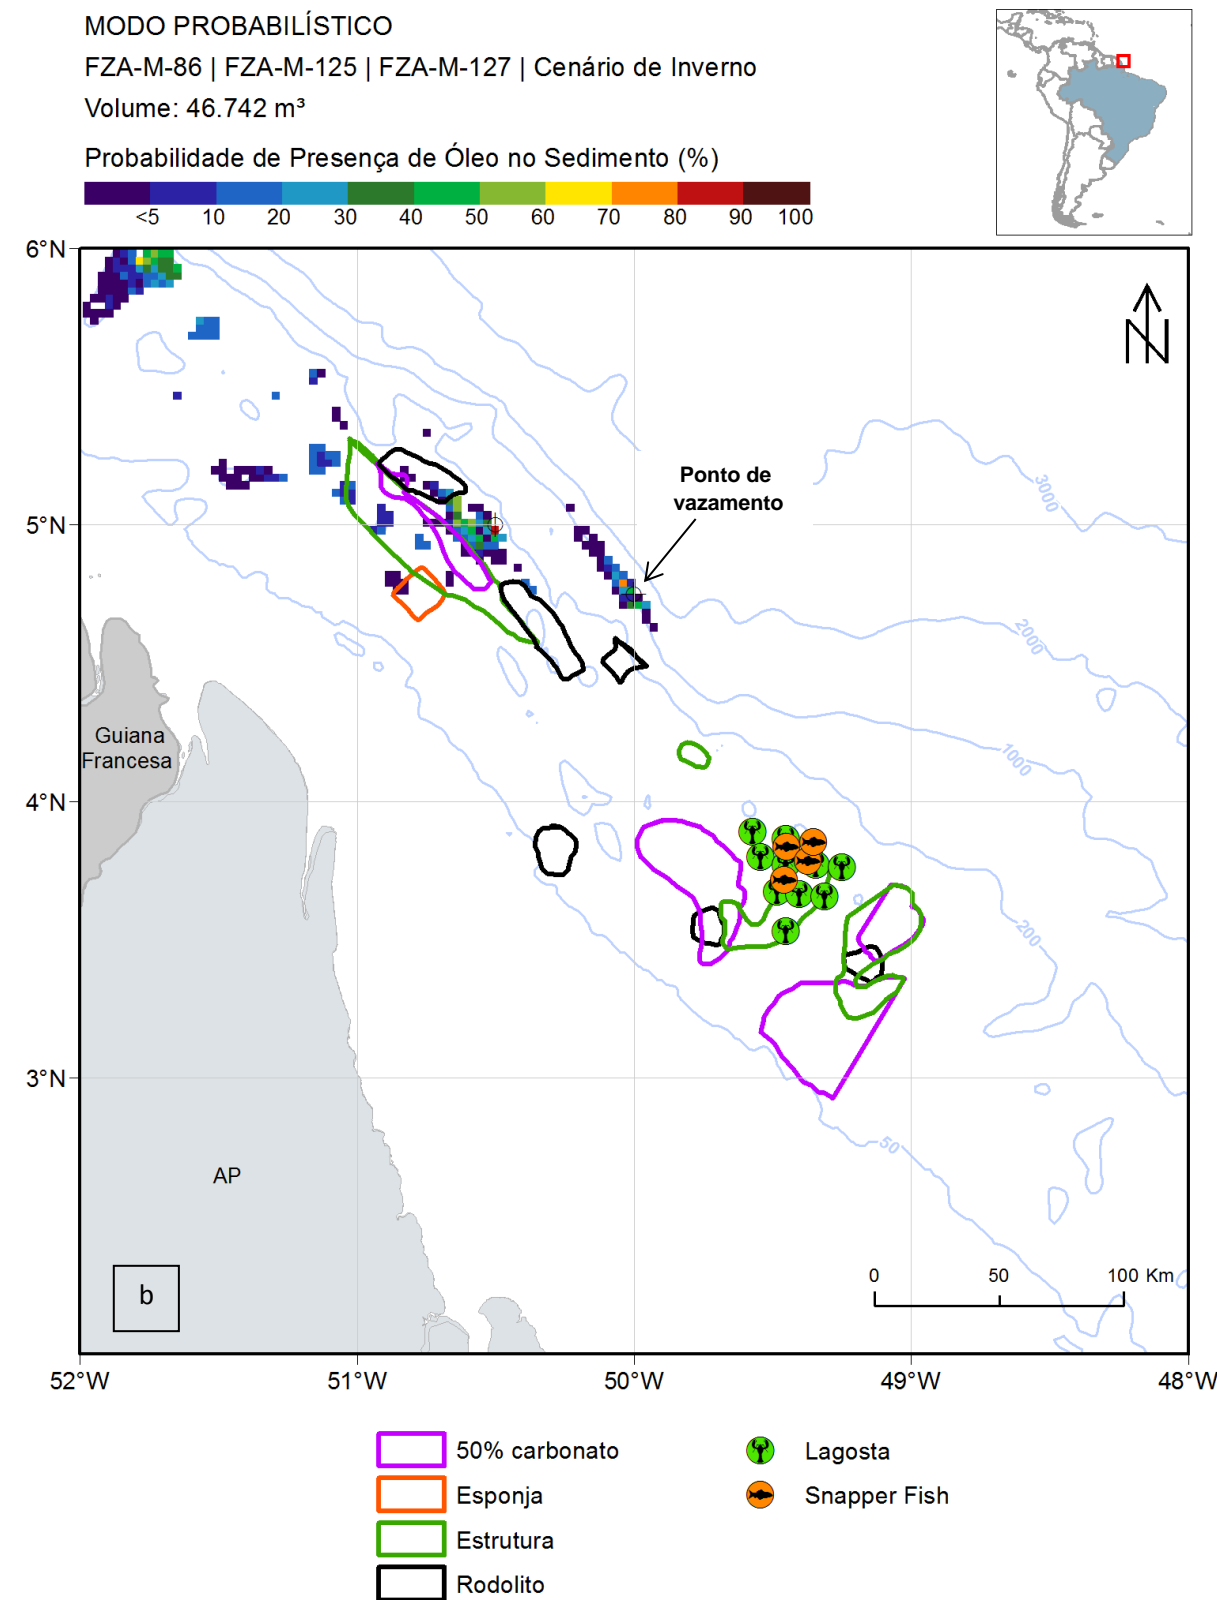 MODO PROBABILÍSTICO
FZA-M-86 | FZA-M-125 | FZA-M-127 | Cenário de Inverno
Volume: 46.742 m³
Probabilidade de Presença de Óleo no Sedimento (%)
<5 10 20 30 40 50 60 70 80 90 100
6°N
N
3000
Ponto de
vazamento
5°N
2000
Guiana
Francesa
1000
4°N
200
3°N
50
AP
0 50 100 Km
b
52°W 51°W 50°W 49°W 48°W
50% carbonato
Lagosta
Esponja
Snapper Fish
Estrutura
Rodolito